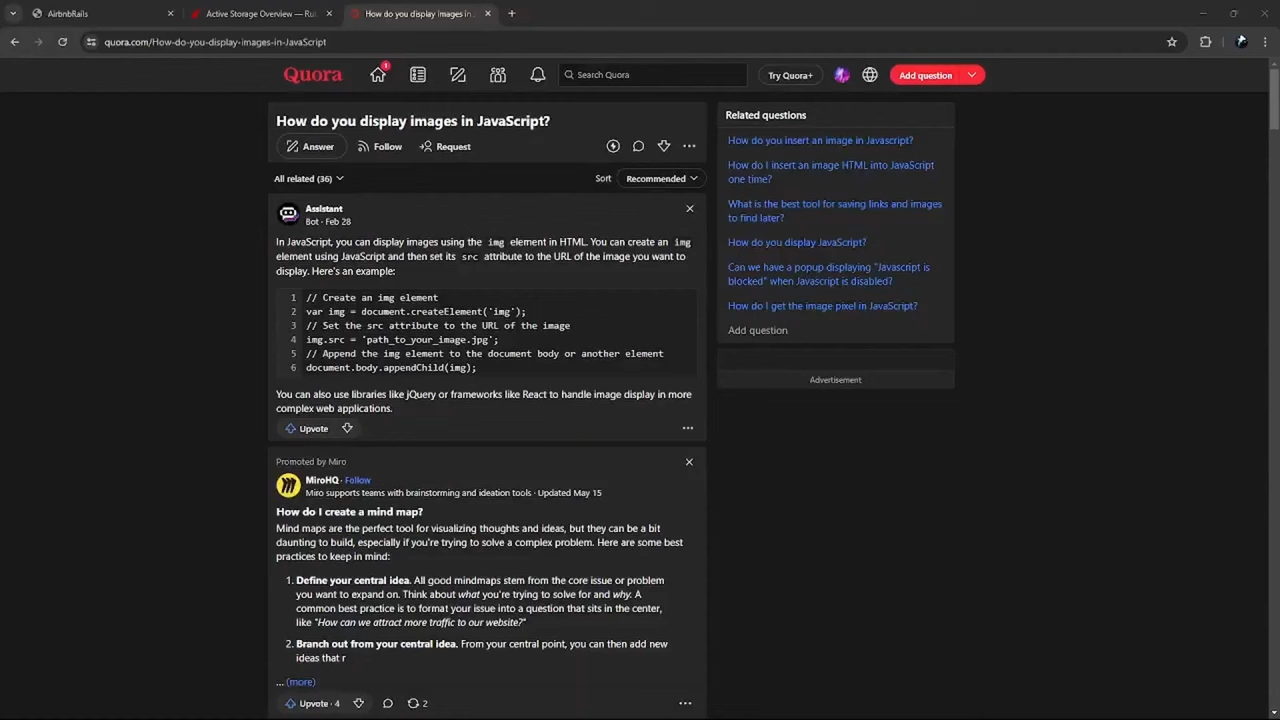 AirbnbRails
Active Storage Overview — Ru
How do you display images in
quora.com/How-do-you-display-images-in-JavaScript
Quora
1
Search Quora
Try Quora+
Add question
How do you display images in JavaScript?
Answer
Follow
Request
All related (36)
Sort
Recommended
Assistant
Bot · Feb 28
In JavaScript, you can display images using the img element in HTML. You can create an img
element using JavaScript and then set its src attribute to the URL of the image you want to
display. Here's an example:
1 // Create an img element
2 var img = document.createElement('img');
3 // Set the src attribute to the URL of the image
4 img.src = 'path_to_your_image.jpg';
5 // Append the img element to the document body or another element
6 document.body.appendChild(img);
You can also use libraries like jQuery or frameworks like React to handle image display in more
complex web applications.
Upvote
Promoted by Miro
MiroHQ · Follow
Miro supports teams with brainstorming and ideation tools · Updated May 15
How do I create a mind map?
Mind maps are the perfect tool for visualizing thoughts and ideas, but they can be a bit
daunting to build, especially if you're trying to solve a complex problem. Here are some best
practices to keep in mind:
1. Define your central idea. All good mindmaps stem from the core issue or problem
you want to expand on. Think about what you're trying to solve for and why. A
common best practice is to format your issue into a question that sits in the center,
like "How can we attract more traffic to our website?"
2. Branch out from your central idea. From your central point, you can then add new
ideas that r
... (more)
Upvote · 4
2
Related questions
How do you insert an image in Javascript?
How do I insert an image HTML into JavaScript
one time?
What is the best tool for saving links and images
to find later?
How do you display JavaScript?
Can we have a popup displaying "Javascript is
blocked" when Javascript is disabled?
How do I get the image pixel in JavaScript?
Add question
Advertisement